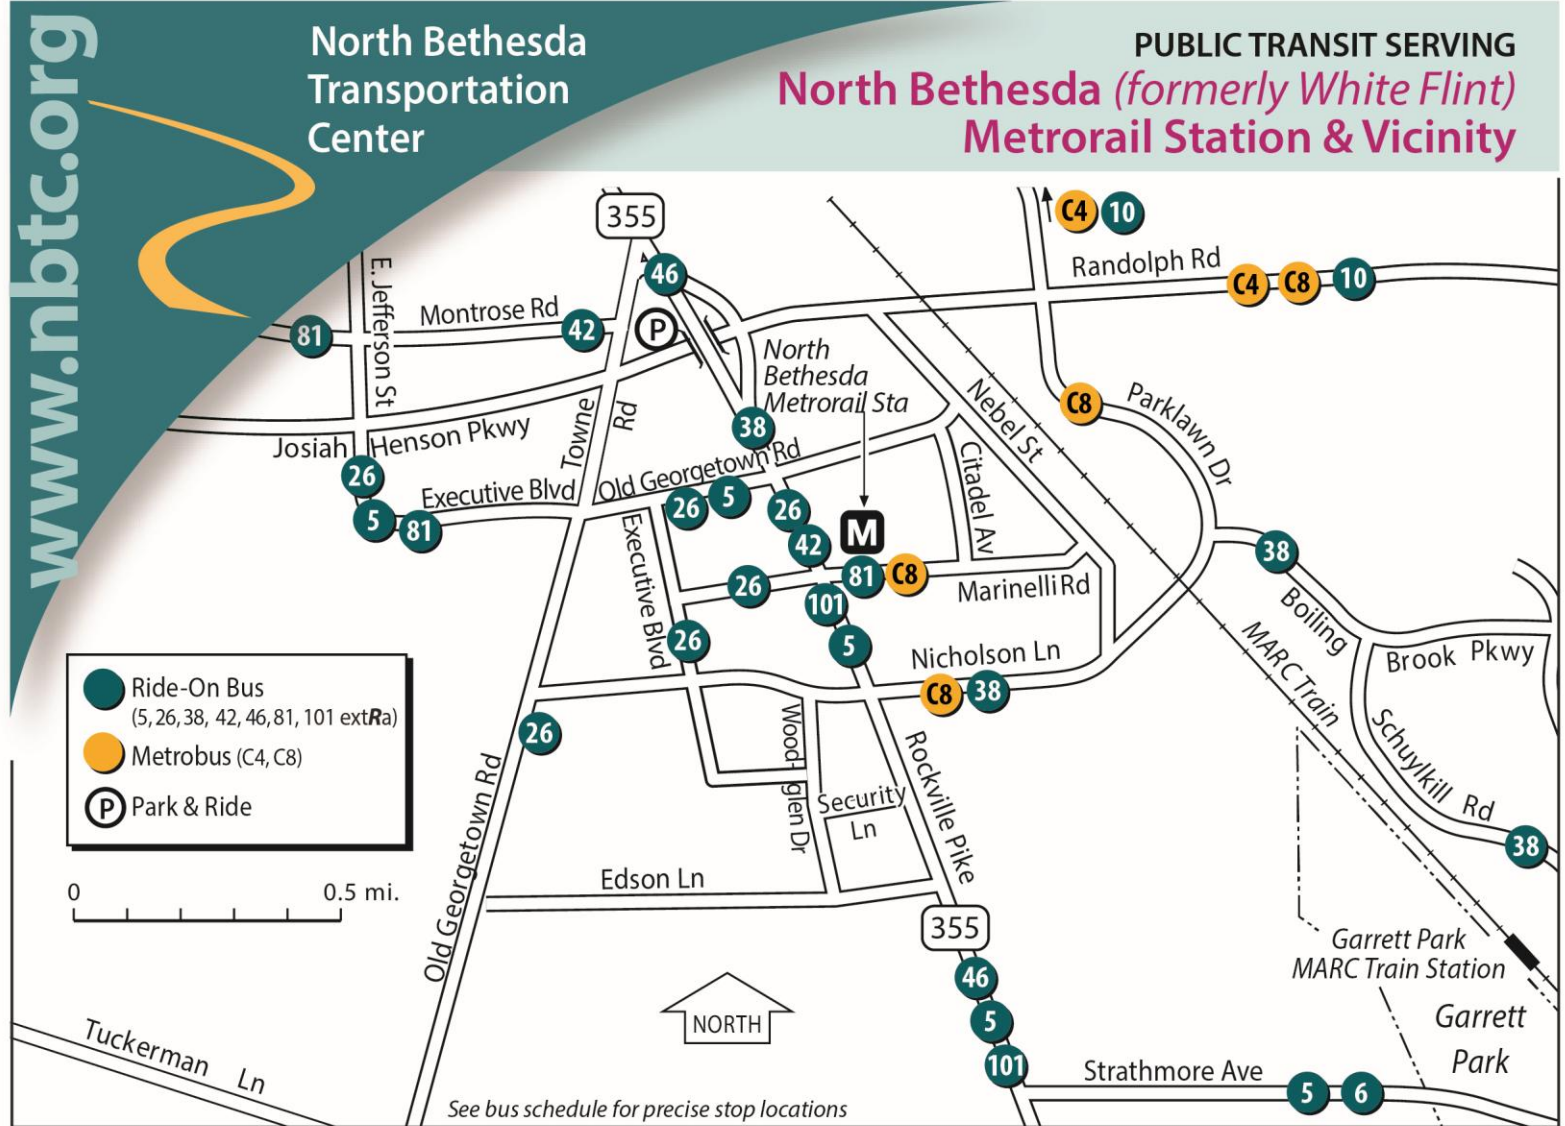 www.nbtc.org
North Bethesda
Transportation
Center
PUBLIC TRANSIT SERVING
North Bethesda (formerly White Flint)
Metrorail Station & Vicinity
355
C4
10
46
Randolph Rd
C4
C8
10
E. Jefferson St
Montrose Rd
81
42
P
North
Bethesda
Metrorail Sta
Nebel St
C8
Parklawn Dr
Josiah Henson Pkwy
Towne
Rd
38
26
Executive Blvd
Old Georgetown Rd
Citadel Av
5
81
26
5
26
42
M
38
Executive Blvd
26
81
C8
Marinelli Rd
101
Boiling
Brook Pkwy
26
5
Nicholson Ln
MARC Train
C8
38
Ride-On Bus
(5, 26, 38, 42, 46, 81, 101 extRa)
Metrobus (C4, C8)
P
Park & Ride
26
Wood-
glen Dr
Rockville Pike
Schuylkill Rd
Security
Ln
38
0
0.5 mi.
Old Georgetown Rd
Edson Ln
355
Garrett Park
MARC Train Station
46
5
101
NORTH
Garrett
Park
Tuckerman Ln
Strathmore Ave
5
6
See bus schedule for precise stop locations